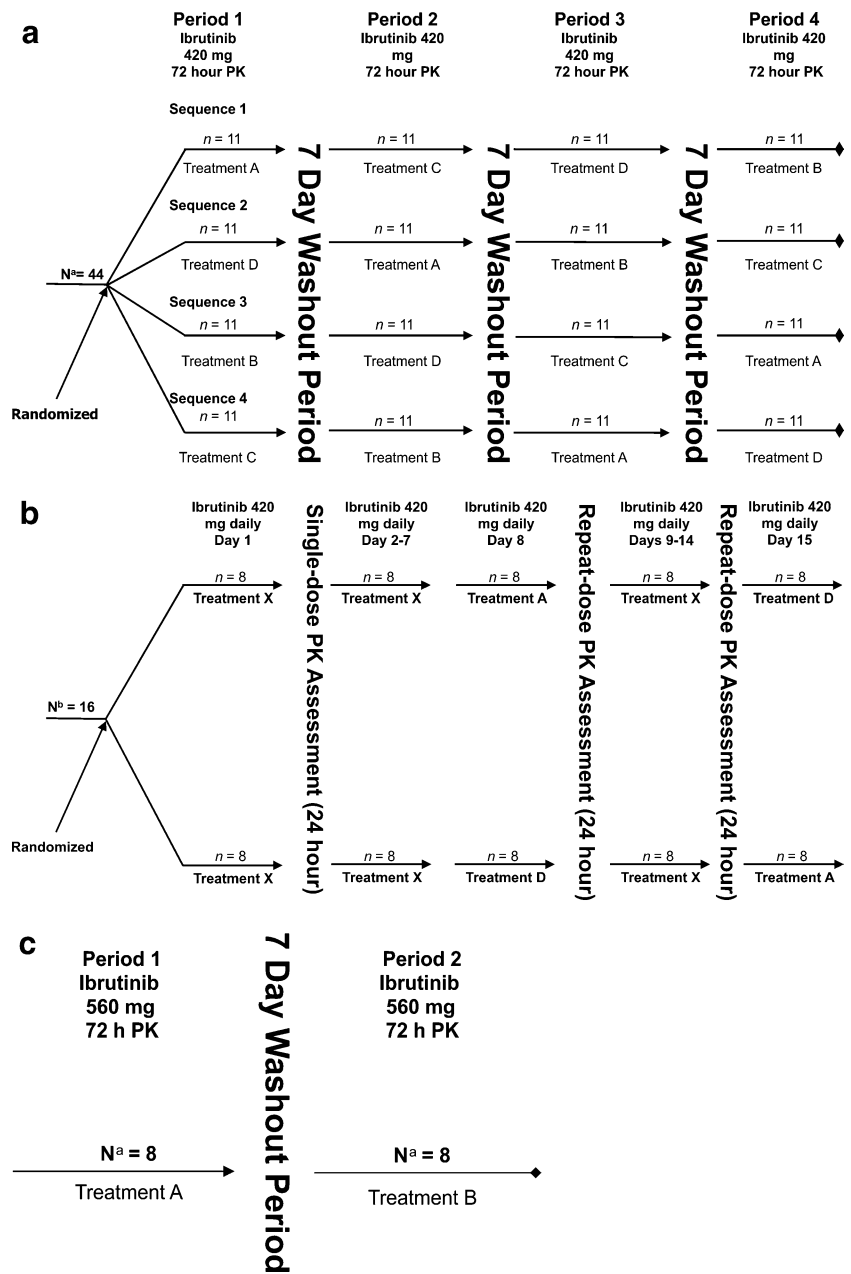 a
Period 1
Ibrutinib
420 mg
72 hour PK
Period 2
Ibrutinib 420
mg
72 hour PK
Period 3
Ibrutinib
420 mg
72 hour PK
Period 4
Ibrutinib 420
mg
72 hour PK
Sequence 1
n = 11
Treatment A
n = 11
Treatment C
n = 11
Treatment D
n = 11
Treatment B
Sequence 2
n = 11
Treatment D
n = 11
Treatment A
n = 11
Treatment B
n = 11
Treatment C
Nᵃ= 44
Sequence 3
n = 11
Treatment B
n = 11
Treatment D
n = 11
Treatment C
n = 11
Treatment A
Randomized
Sequence 4
n = 11
Treatment C
n = 11
Treatment B
n = 11
Treatment A
n = 11
Treatment D
7 Day Washout Period
7 Day Washout Period
7 Day Washout Period
b
Ibrutinib 420
mg daily
Day 1
Ibrutinib 420
mg daily
Day 2-7
Ibrutinib 420
mg daily
Day 8
Ibrutinib 420
mg daily
Days 9-14
Ibrutinib 420
mg daily
Day 15
n = 8
Treatment X
n = 8
Treatment X
n = 8
Treatment A
n = 8
Treatment X
n = 8
Treatment D
Single-dose PK Assessment (24 hour)
Repeat-dose PK Assessment (24 hour)
Repeat-dose PK Assessment (24 hour)
Nᵇ = 16
Randomized
n = 8
Treatment X
n = 8
Treatment X
n = 8
Treatment D
n = 8
Treatment X
n = 8
Treatment A
c
Period 1
Ibrutinib
560 mg
72 h PK
7 Day Washout Period
Period 2
Ibrutinib
560 mg
72 h PK
Nᵃ = 8
Treatment A
Nᵃ = 8
Treatment B